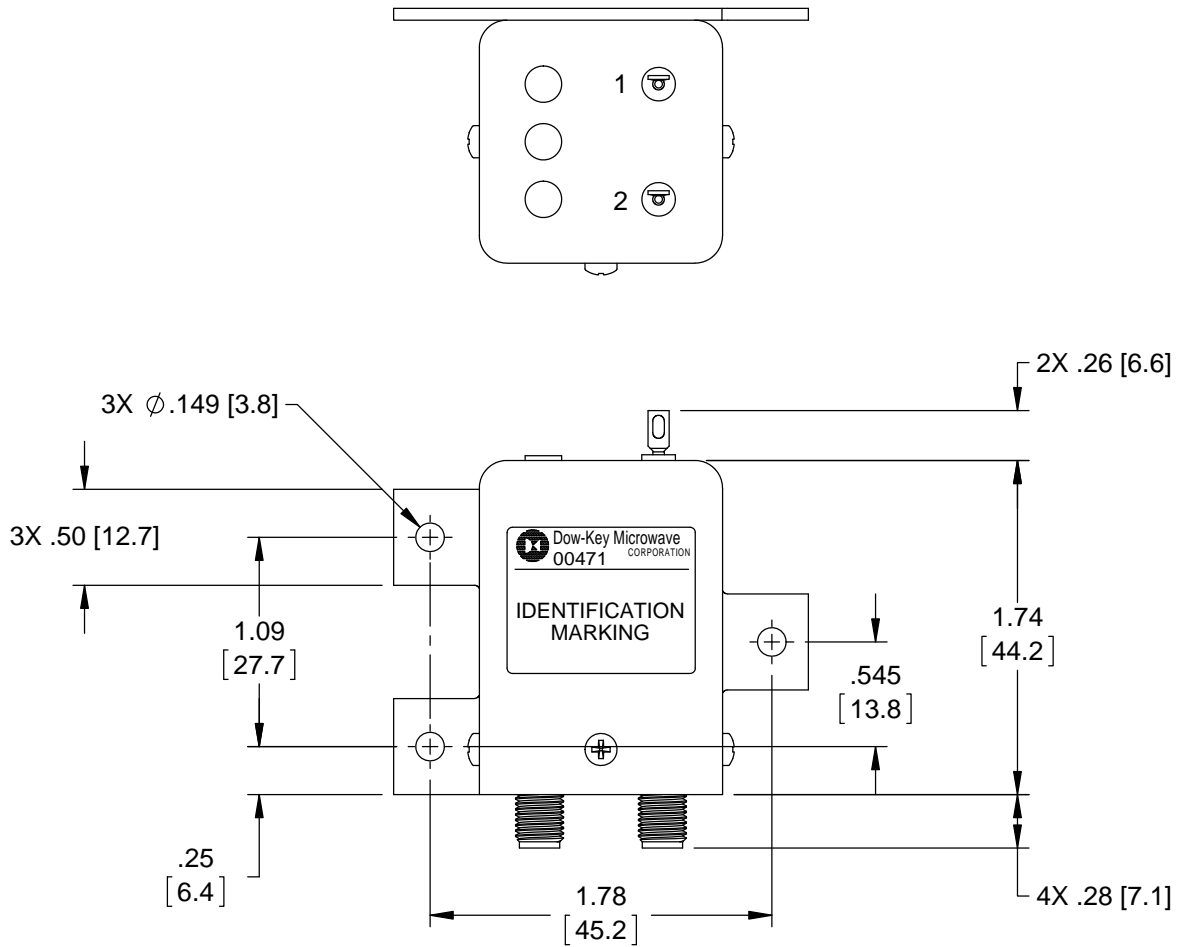 1
2
2X .26 [6.6]
3X ∅.149 [3.8]
3X .50 [12.7]
Dow-Key Microwave
CORPORATION
00471
IDENTIFICATION
MARKING
1.09
[27.7]
1.74
[44.2]
.545
[13.8]
.25
[6.4]
1.78
[45.2]
4X .28 [7.1]